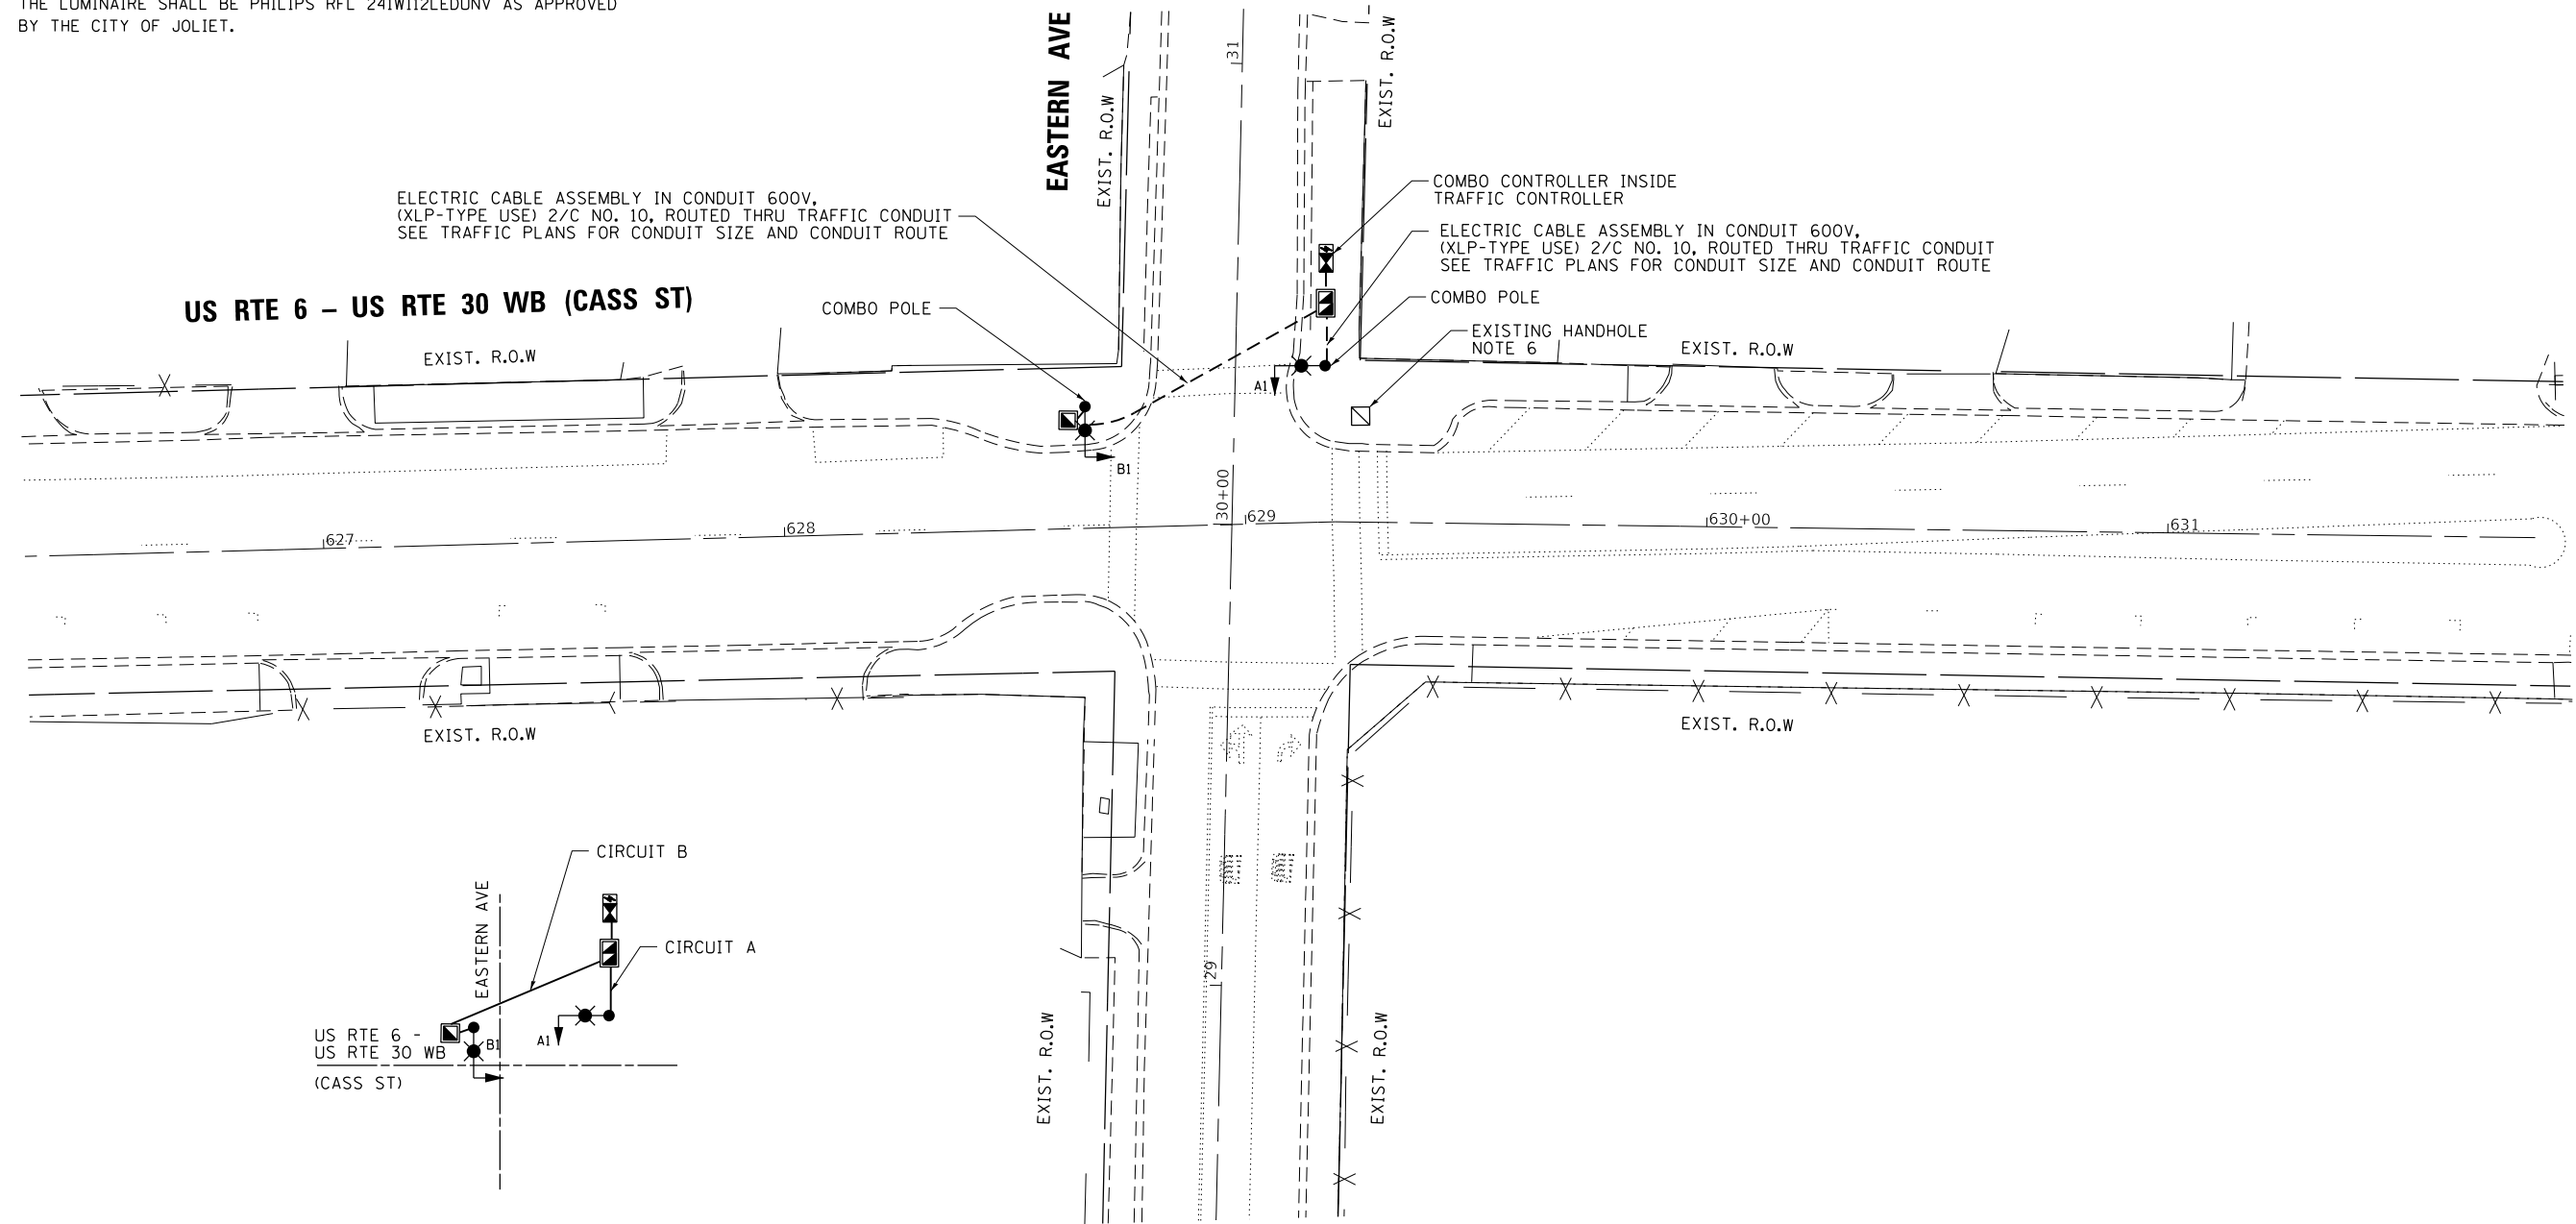 THE LUMINAIRE SHALL BE PHILIPS RFL 241W112LEDUNV AS APPROVED
BY THE CITY OF JOLIET.
EASTERN AVE
EXIST. R.O.W
31
EXIST. R.O.W
ELECTRIC CABLE ASSEMBLY IN CONDUIT 600V,
(XLP-TYPE USE) 2/C NO. 10, ROUTED THRU TRAFFIC CONDUIT
SEE TRAFFIC PLANS FOR CONDUIT SIZE AND CONDUIT ROUTE
COMBO CONTROLLER INSIDE
TRAFFIC CONTROLLER
ELECTRIC CABLE ASSEMBLY IN CONDUIT 600V,
(XLP-TYPE USE) 2/C NO. 10, ROUTED THRU TRAFFIC CONDUIT
SEE TRAFFIC PLANS FOR CONDUIT SIZE AND CONDUIT ROUTE
US RTE 6 – US RTE 30 WB (CASS ST)
COMBO POLE
COMBO POLE
EXISTING HANDHOLE
NOTE 6
EXIST. R.O.W
EXIST. R.O.W
A1
B1
30+00
627
628
629
630+00
631
EXIST. R.O.W
EXIST. R.O.W
CIRCUIT B
EASTERN AVE
CIRCUIT A
29
US RTE 6 -
US RTE 30 WB
(CASS ST)
B1
A1
EXIST. R.O.W
EXIST. R.O.W